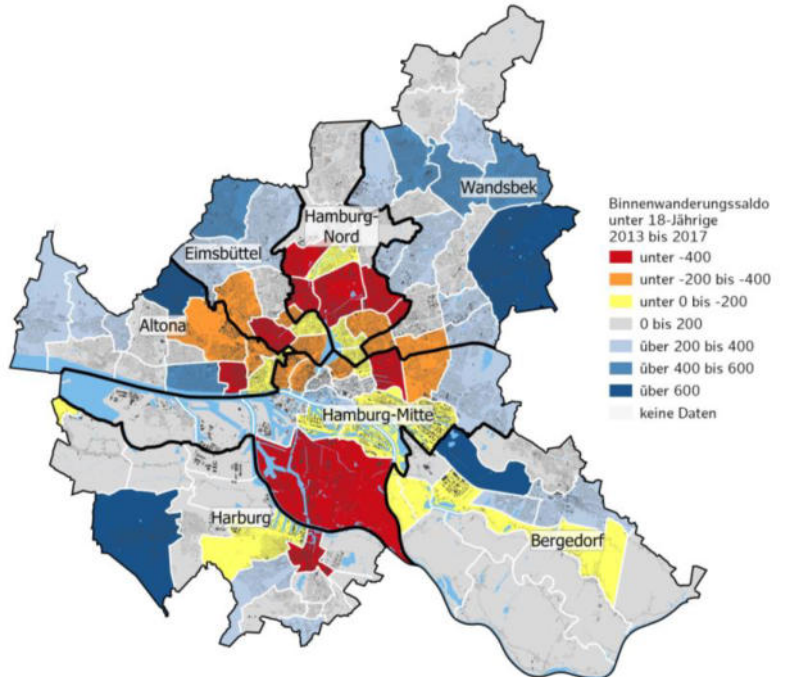 Wandsbek
Hamburg-
Nord
Eimsbüttel
Altona
Hamburg-Mitte
Harburg
Bergedorf
Binnenwanderungssaldo
unter 18-Jährige
2013 bis 2017
unter -400
unter -200 bis -400
unter 0 bis -200
0 bis 200
über 200 bis 400
über 400 bis 600
über 600
keine Daten